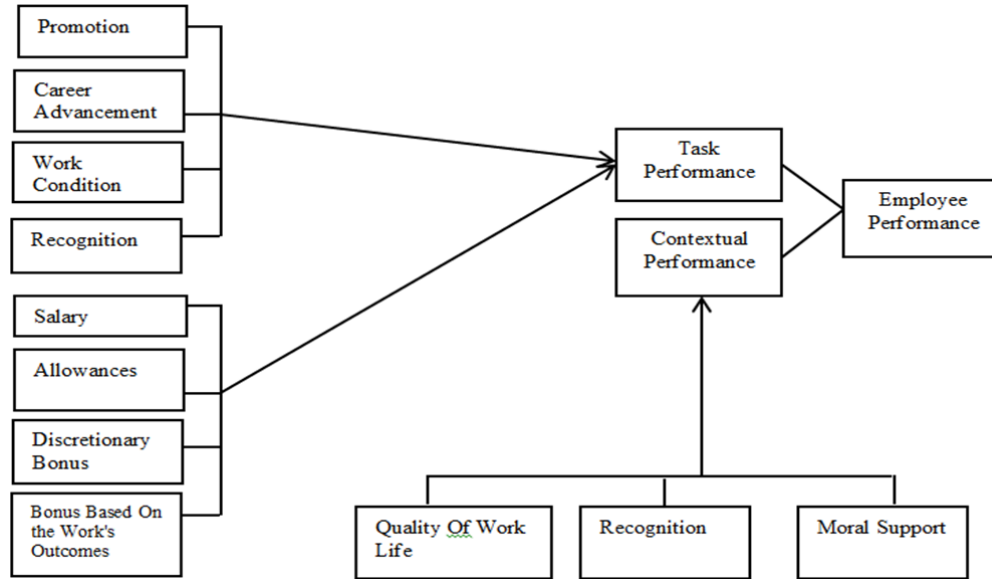 Promotion
Career
Advancement
Work
Condition
Recognition
Salary
Allowances
Discretionary
Bonus
Bonus Based On
the Work's
Outcomes
Task
Performance
Contextual
Performance
Employee
Performance
Quality Of Work
Life
Recognition
Moral Support